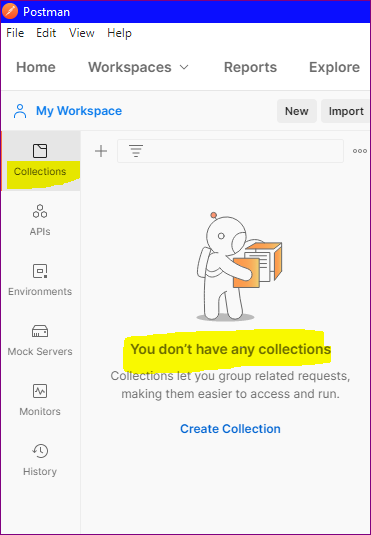 Postman
File Edit View Help
Home Workspaces Reports Explore
My Workspace New Import
Collections
APIs
Environments
Mock Servers
Monitors
History
You don't have any collections
Collections let you group related requests,
making them easier to access and run.
Create Collection